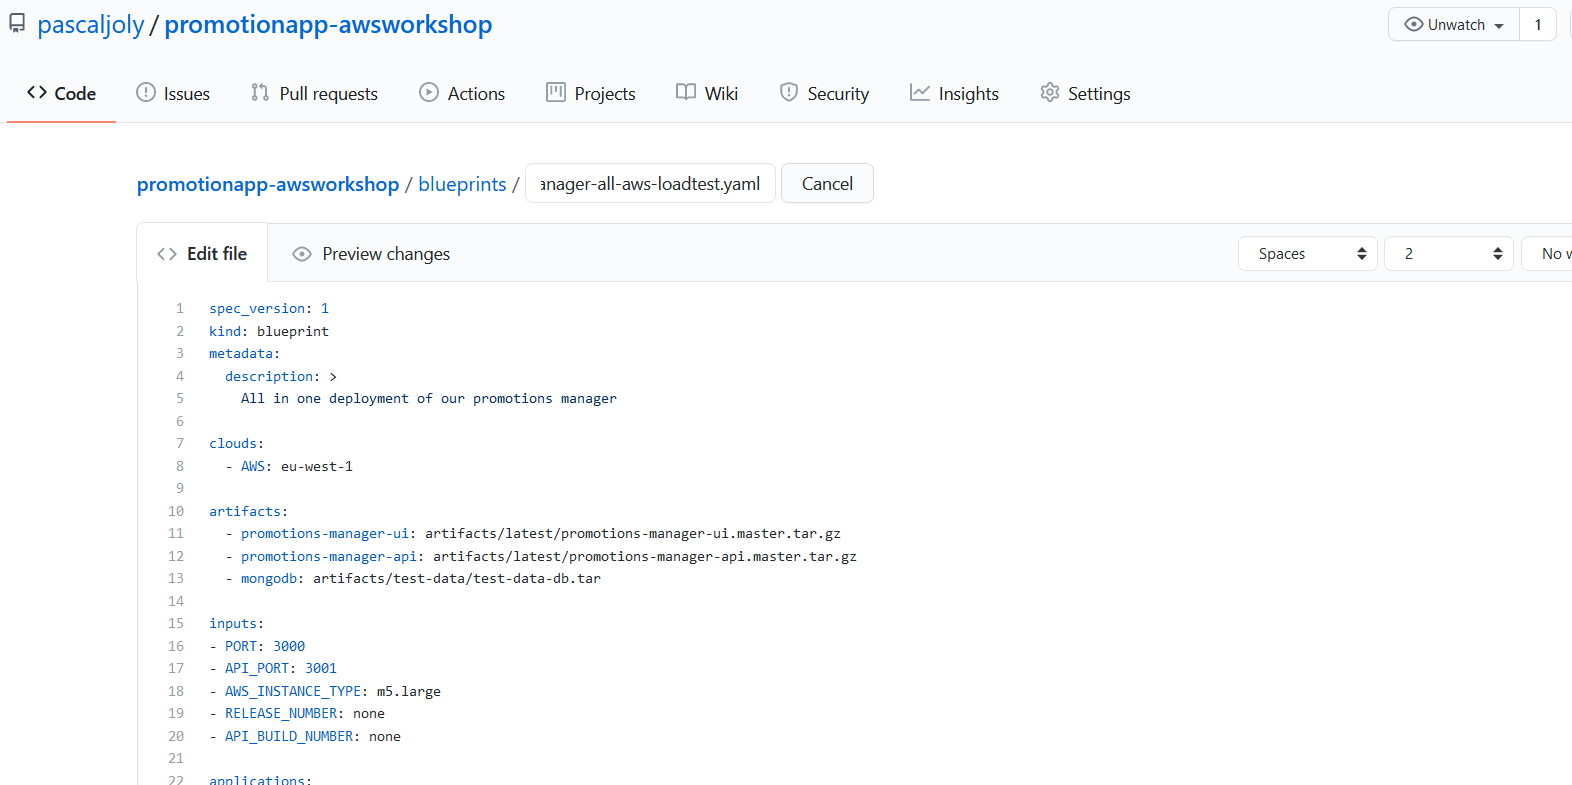 pascaljoly / promotionapp-awsworkshop
Unwatch 1
Code Issues Pull requests Actions Projects Wiki Security Insights Settings
promotionapp-awsworkshop / blueprints / anager-all-aws-loadtest.yaml Cancel
Edit file Preview changes Spaces 2 No w
1 spec_version: 1
2 kind: blueprint
3 metadata:
4 description: >
5 All in one deployment of our promotions manager
6
7 clouds:
8 - AWS: eu-west-1
9
10 artifacts:
11 - promotions-manager-ui: artifacts/latest/promotions-manager-ui.master.tar.gz
12 - promotions-manager-api: artifacts/latest/promotions-manager-api.master.tar.gz
13 - mongodb: artifacts/test-data/test-data-db.tar
14
15 inputs:
16 - PORT: 3000
17 - API_PORT: 3001
18 - AWS_INSTANCE_TYPE: m5.large
19 - RELEASE_NUMBER: none
20 - API_BUILD_NUMBER: none
21
22 applications: